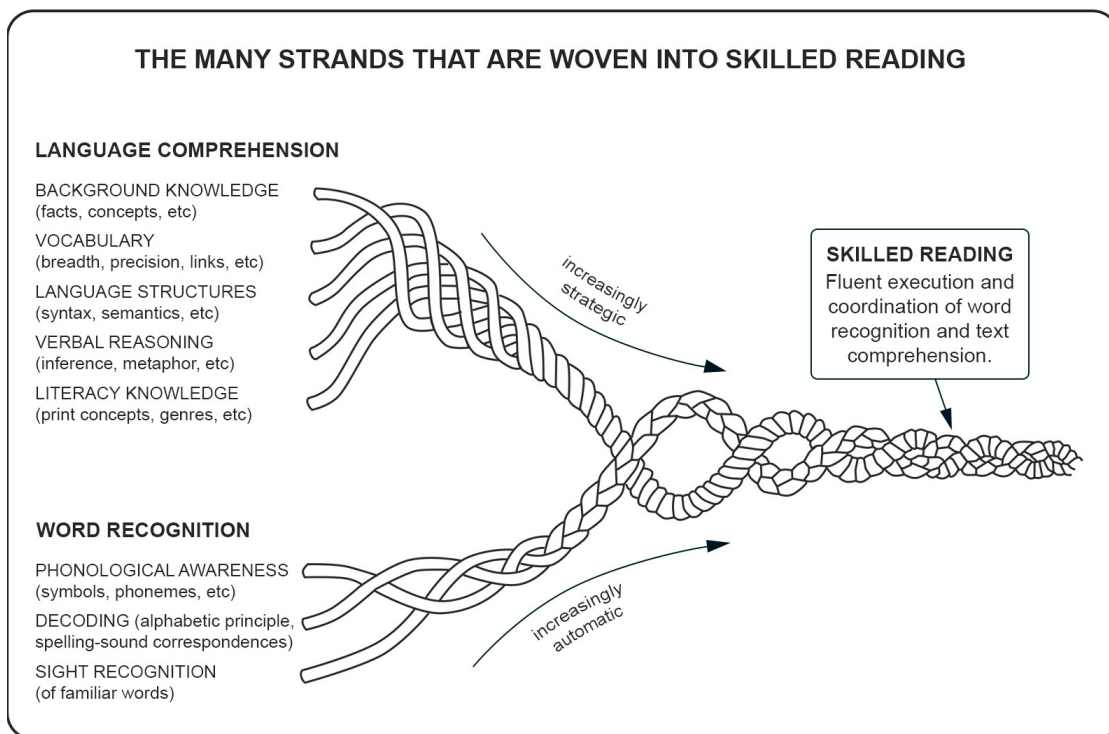 THE MANY STRANDS THAT ARE WOVEN INTO SKILLED READING
LANGUAGE COMPREHENSION
BACKGROUND KNOWLEDGE
(facts, concepts, etc)
VOCABULARY
(breadth, precision, links, etc)
LANGUAGE STRUCTURES
(syntax, semantics, etc)
VERBAL REASONING
(inference, metaphor, etc)
LITERACY KNOWLEDGE
(print concepts, genres, etc)
increasingly
strategic
SKILLED READING
Fluent execution and
coordination of word
recognition and text
comprehension.
WORD RECOGNITION
PHONOLOGICAL AWARENESS
(symbols, phonemes, etc)
DECODING (alphabetic principle,
spelling-sound correspondences)
SIGHT RECOGNITION
(of familiar words)
increasingly
automatic